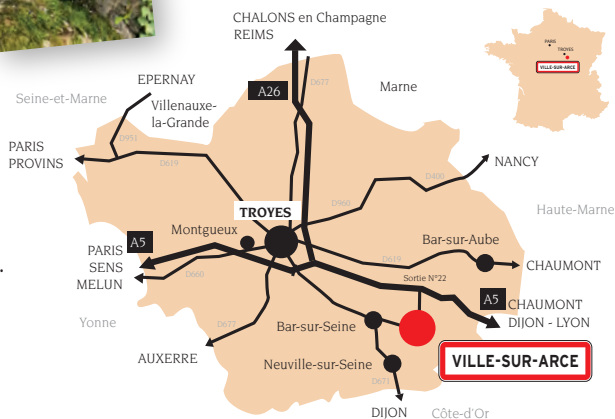 CHALONS en Champagne
REIMS
PARIS
TROYES
VILLE-SUR-ARCE
EPERNAY
D677
A26
Marne
Seine-et-Marne
Villenauxe-
la-Grande
D951
PARIS
PROVINS
D619
NANCY
D400
D960
TROYES
Haute-Marne
Montgueux
A5
PARIS
SENS
MELUN
D660
Bar-sur-Aube
D619
CHAUMONT
Sortie N°22
A5
CHAUMONT
DIJON - LYON
Yonne
D677
Bar-sur-Seine
AUXERRE
Neuville-sur-Seine
VILLE-SUR-ARCE
D671
DIJON
Côte-d'Or